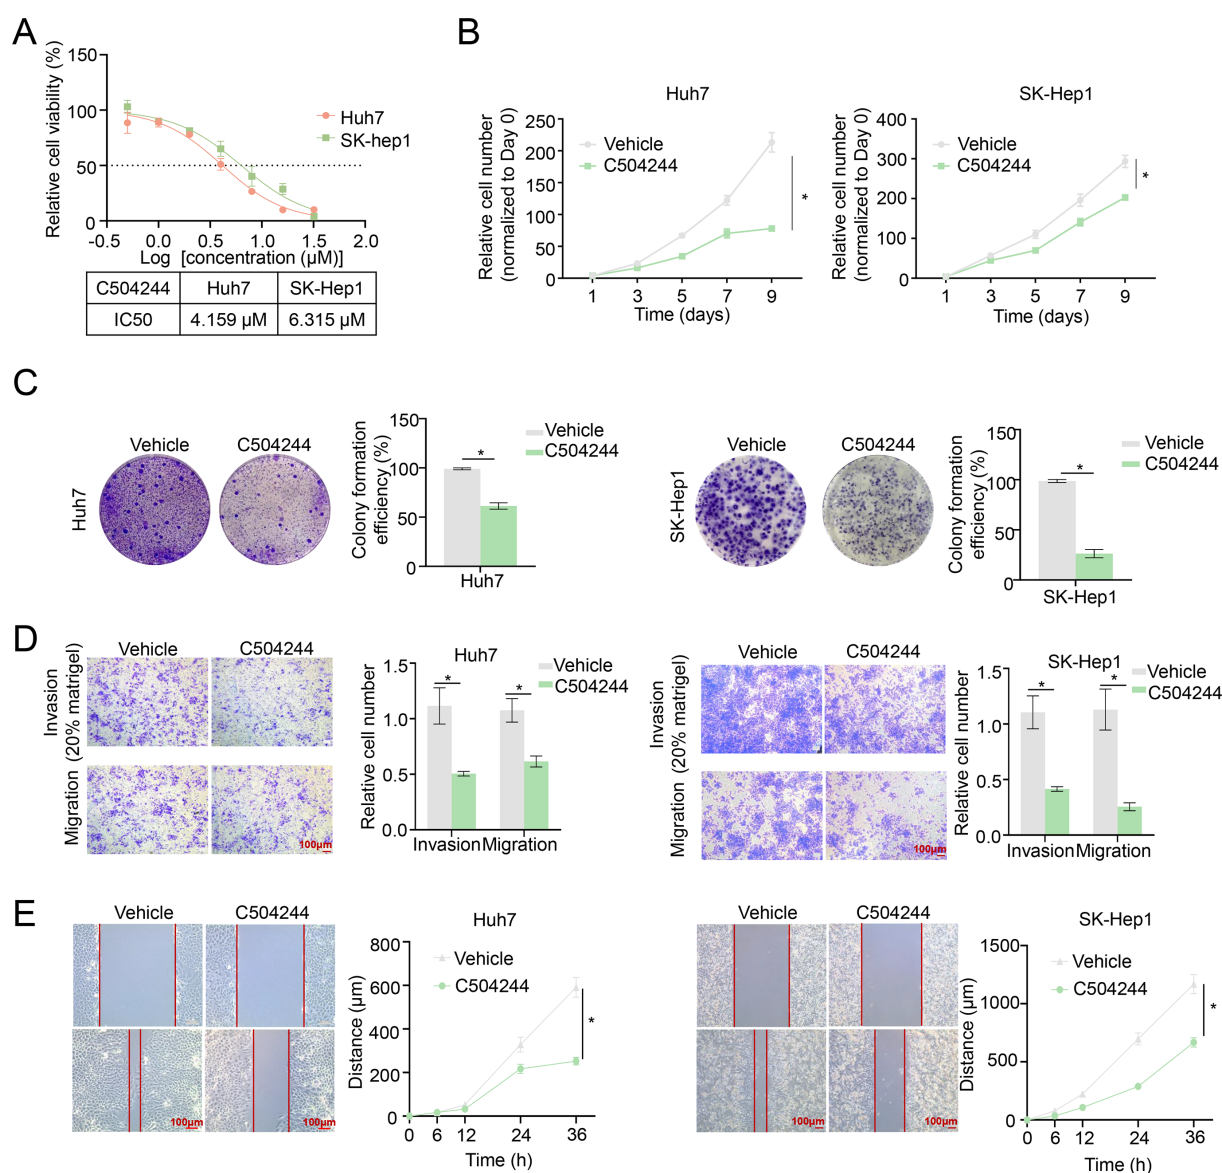 A
Relative cell viability (%)
150
100
50
0
-0.5
0.0
0.5
1.0
1.5
2.0
Log [concentration (µM)]
Huh7
SK-hep1
C504244
Huh7
SK-Hep1
IC50
4.159 µM
6.315 µM
B
Huh7
Relative cell number
(normalized to Day 0)
250
200
150
100
50
0
Vehicle
C504244
*
1
3
5
7
9
Time (days)
SK-Hep1
Relative cell number
(normalized to Day 0)
400
300
200
100
0
Vehicle
C504244
*
1
3
5
7
9
Time (days)
C
Vehicle
C504244
Huh7
Colony formation
efficiency (%)
150
100
50
0
*
Vehicle
C504244
Huh7
Vehicle
C504244
SK-Hep1
Colony formation
efficiency (%)
150
100
50
0
*
Vehicle
C504244
SK-Hep1
D
Vehicle
C504244
Invasion
(20% matrigel)
Migration
100µm
Huh7
Relative cell number
1.5
1.0
0.5
0.0
*
*
Vehicle
C504244
Invasion
Migration
Vehicle
C504244
Invasion
(20% matrigel)
Migration
100µm
SK-Hep1
Relative cell number
1.5
1.0
0.5
0.0
*
*
Vehicle
C504244
Invasion
Migration
E
Vehicle
C504244
100µm
100µm
Huh7
Distance (µm)
800
600
400
200
0
Vehicle
C504244
*
0
6
12
24
36
Time (h)
Vehicle
C504244
100µm
100µm
SK-Hep1
Distance (µm)
1500
1000
500
0
Vehicle
C504244
*
0
6
12
24
36
Time (h)